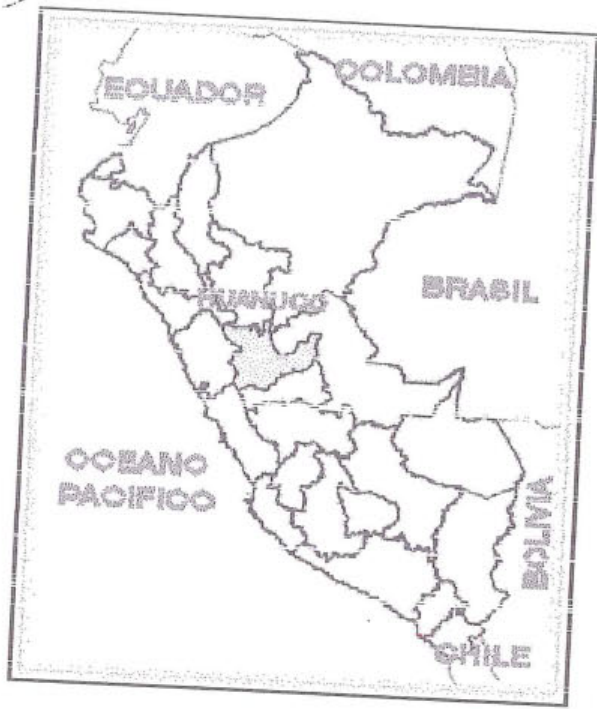 ECUADOR
COLOMBIA
HUANUCO
BRASIL
OCEANO
PACIFICO
BOLIVIA
CHILE